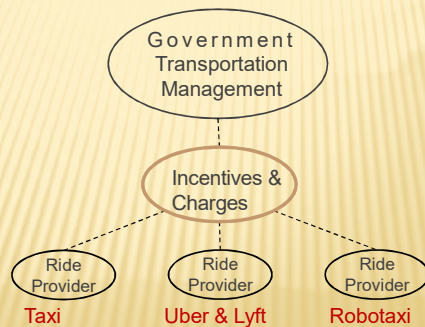 Government
Transportation
Management
Incentives &
Charges
Ride
Provider
Ride
Provider
Ride
Provider
Taxi
Uber & Lyft
Robotaxi